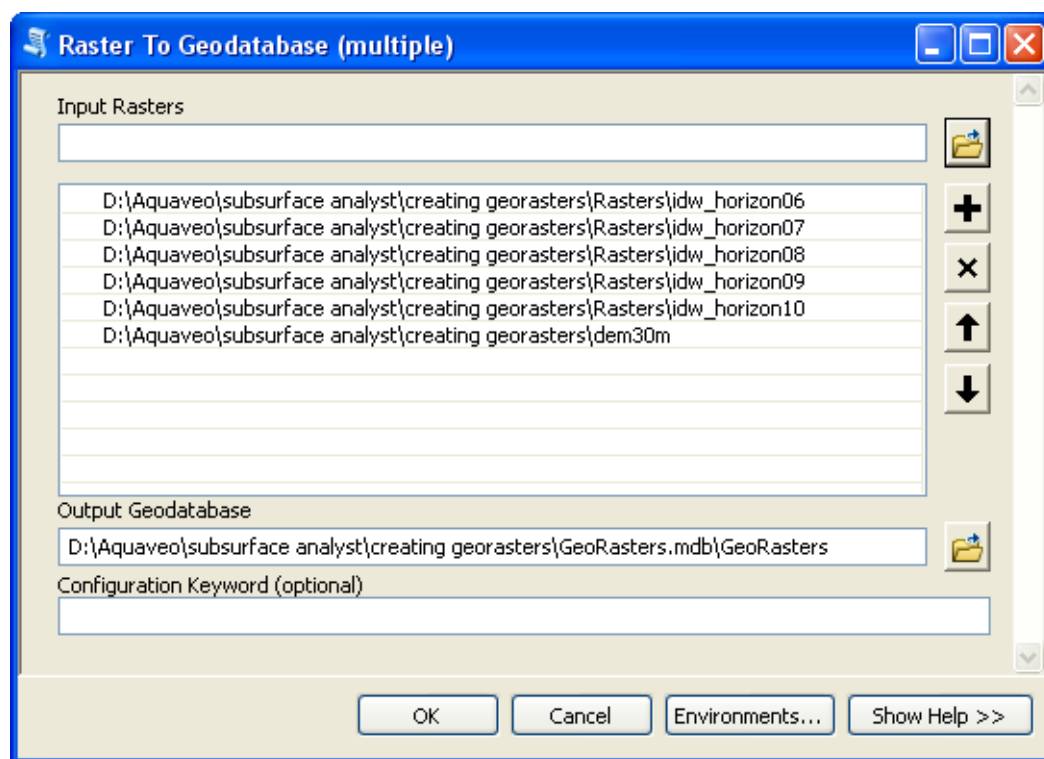 Raster To Geodatabase (multiple)
Input Rasters
D:\Aquaveo\subsurface analyst\creating georasters\Rasters\idw_horizon06
D:\Aquaveo\subsurface analyst\creating georasters\Rasters\idw_horizon07
D:\Aquaveo\subsurface analyst\creating georasters\Rasters\idw_horizon08
D:\Aquaveo\subsurface analyst\creating georasters\Rasters\idw_horizon09
D:\Aquaveo\subsurface analyst\creating georasters\Rasters\idw_horizon10
D:\Aquaveo\subsurface analyst\creating georasters\dem30m
Output Geodatabase
D:\Aquaveo\subsurface analyst\creating georasters\GeoRasters.mdb\GeoRasters
Configuration Keyword (optional)
OK Cancel Environments... Show Help >>